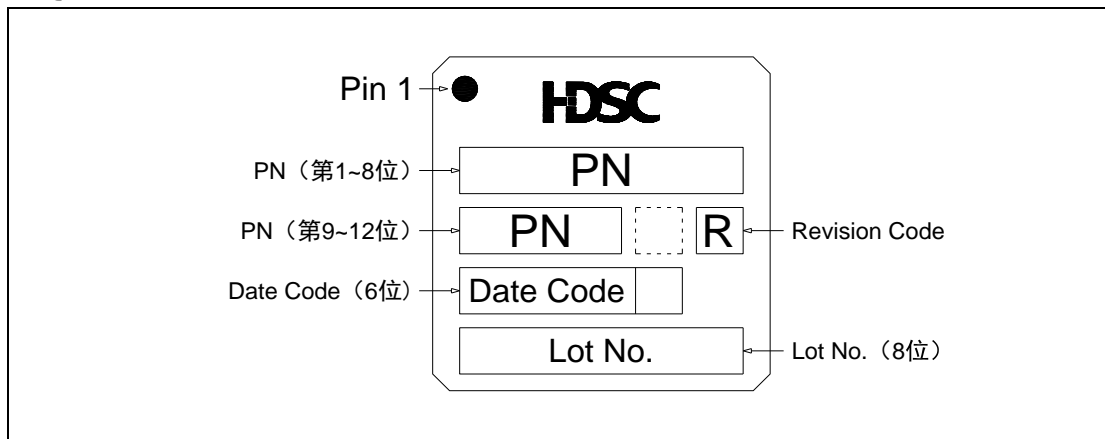 HDSC
Pin 1
PN（第1~8位） PN
PN（第9~12位） PN R Revision Code
Date Code（6位） Date Code
Lot No. Lot No.（8位）